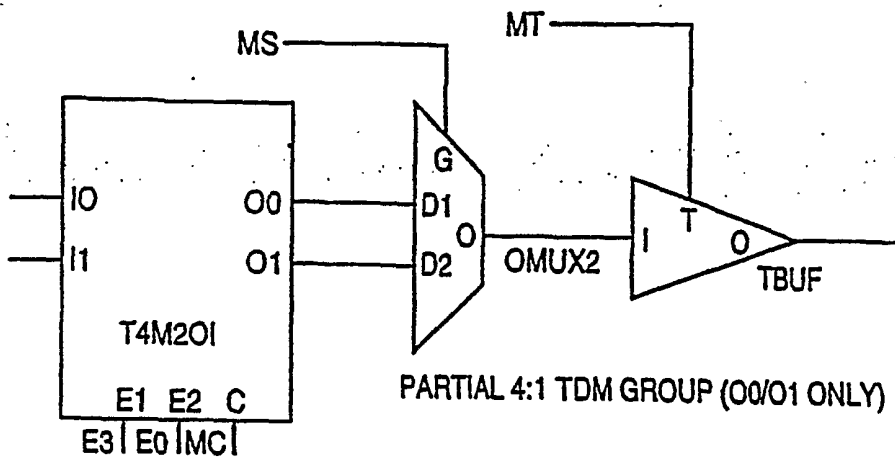 MS
MT
G
I0
O0
D1
I
T
O
O
I1
O1
D2
OMUX2
TBUF
T4M2OI
PARTIAL 4:1 TDM GROUP (O0/O1 ONLY)
E1 E2 C
E3 E0 MC